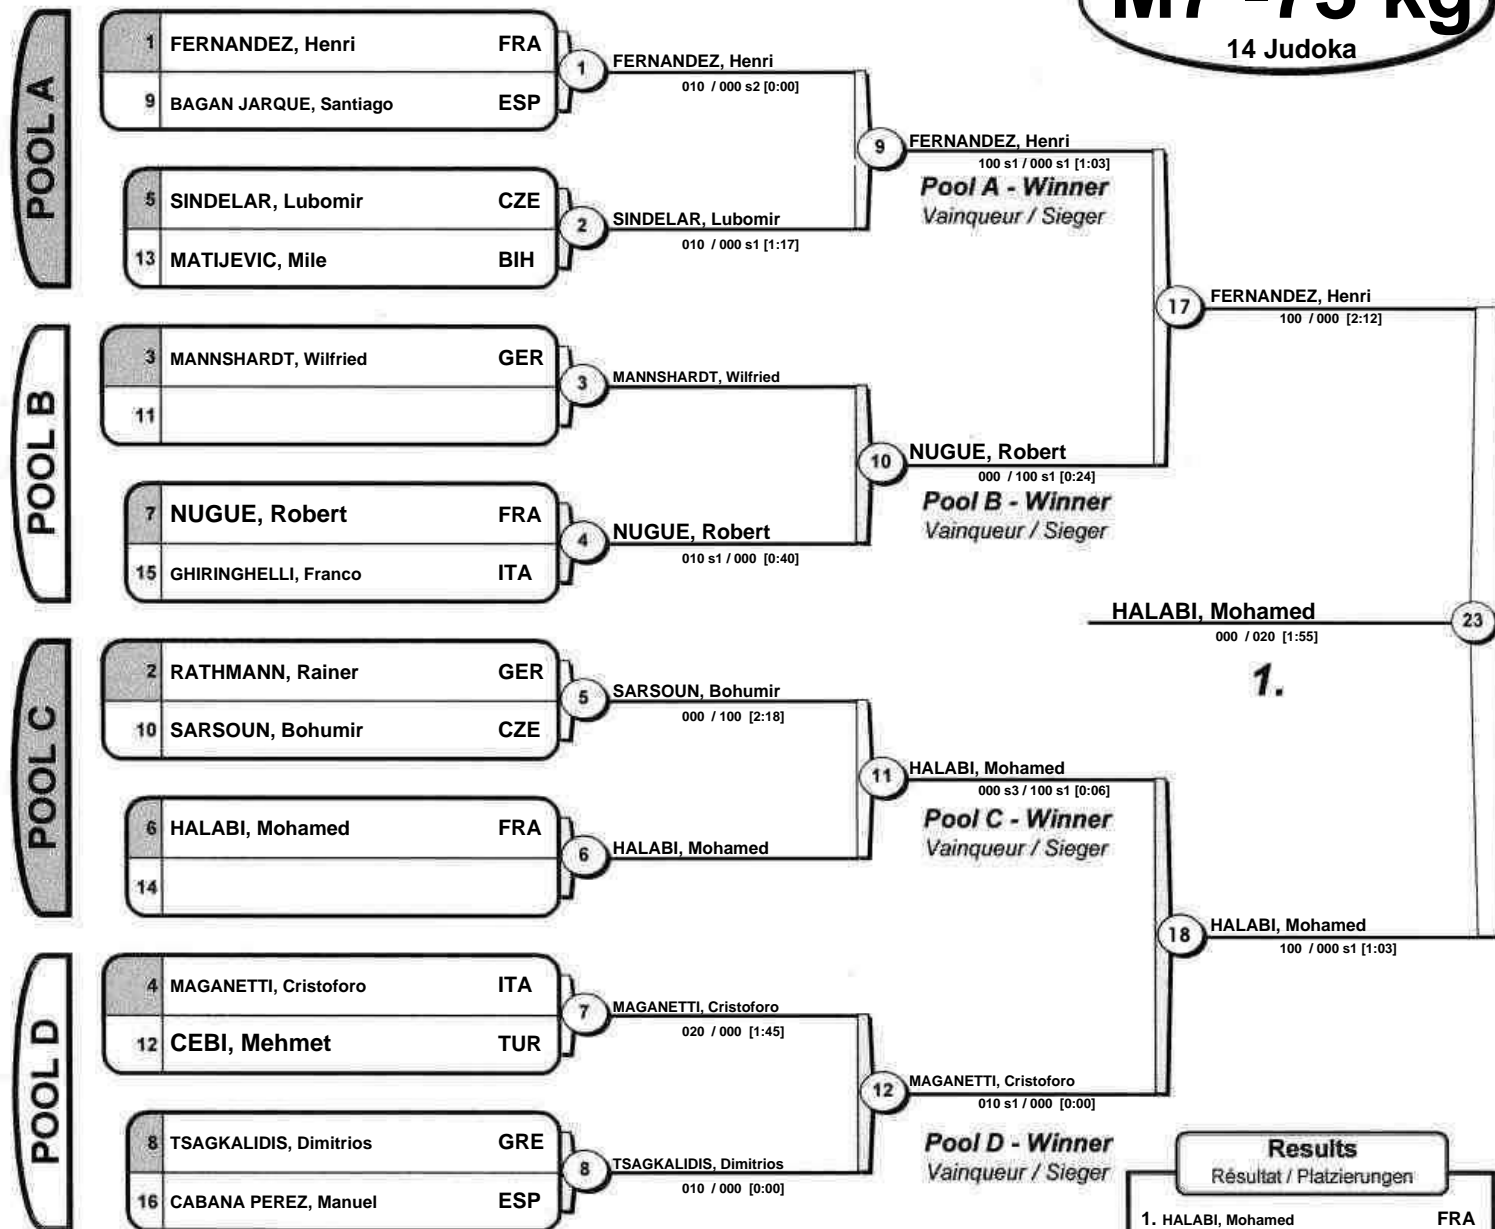 M7 -73 kg
14 Judoka
POOL A
1 FERNANDEZ, Henri FRA
9 BAGAN JARQUE, Santiago ESP
1
FERNANDEZ, Henri
010 / 000 s2 [0:00]
5 SINDELAR, Lubomir CZE
13 MATIJEVIC, Mile BIH
2
SINDELAR, Lubomir
010 / 000 s1 [1:17]
9
FERNANDEZ, Henri
100 s1 / 000 s1 [1:03]
Pool A - Winner
Vainqueur / Sieger
POOL B
3 MANNSHARDT, Wilfried GER
11
3
MANNSHARDT, Wilfried
7 NUGUE, Robert FRA
15 GHIRINGHELLI, Franco ITA
4
NUGUE, Robert
010 s1 / 000 [0:40]
10
NUGUE, Robert
000 / 100 s1 [0:24]
Pool B - Winner
Vainqueur / Sieger
17
FERNANDEZ, Henri
100 / 000 [2:12]
POOL C
2 RATHMANN, Rainer GER
10 SARSOUN, Bohumir CZE
5
SARSOUN, Bohumir
000 / 100 [2:18]
6 HALABI, Mohamed FRA
14
6
HALABI, Mohamed
11
HALABI, Mohamed
000 s3 / 100 s1 [0:06]
Pool C - Winner
Vainqueur / Sieger
POOL D
4 MAGANETTI, Cristoforo ITA
12 CEBI, Mehmet TUR
7
MAGANETTI, Cristoforo
020 / 000 [1:45]
8 TSAGKALIDIS, Dimitrios GRE
16 CABANA PEREZ, Manuel ESP
8
TSAGKALIDIS, Dimitrios
010 / 000 [0:00]
12
MAGANETTI, Cristoforo
010 s1 / 000 [0:00]
Pool D - Winner
Vainqueur / Sieger
18
HALABI, Mohamed
100 / 000 s1 [1:03]
HALABI, Mohamed
000 / 020 [1:55]
23
1.
Results
Résultat / Platzierungen
1. HALABI, Mohamed FRA